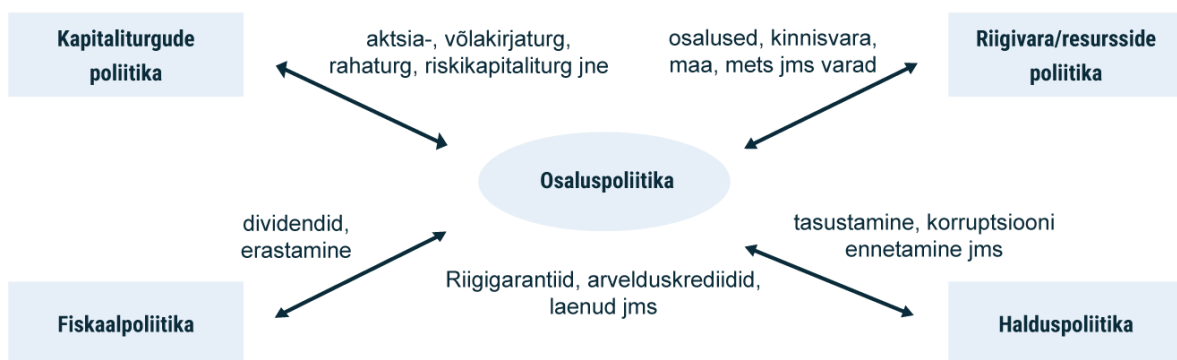 Kapitaliturgude
poliitika
aktsia-, võlakirjaturg,
rahaturg, riskikapitaliturg jne
osalused, kinnisvara,
maa, mets jms varad
Riigivara/resursside
poliitika
Osaluspoliitika
dividendid,
erastamine
tasustamine, korruptsiooni
ennetamine jms
Riigigarantiid, arvelduskrediidid,
laenud jms
Fiskaalpoliitika
Halduspoliitika